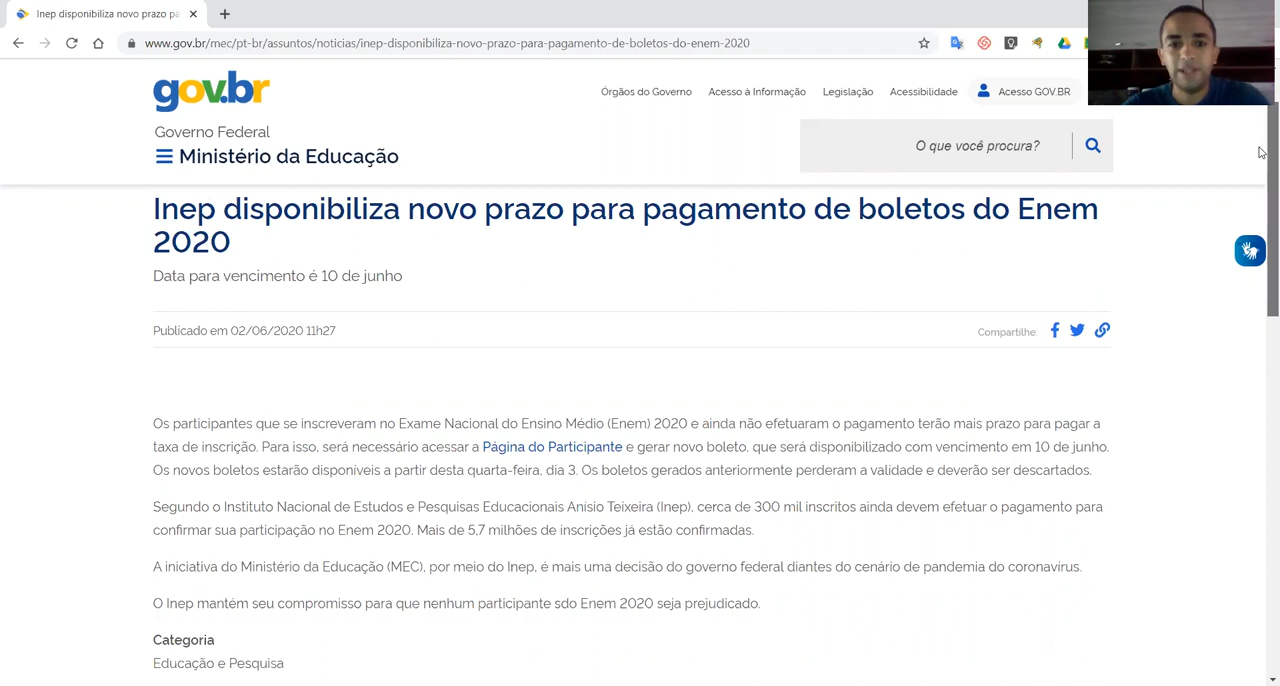 Inep disponibiliza novo prazo pa
www.gov.br/mec/pt-br/assuntos/noticias/inep-disponibiliza-novo-prazo-para-pagamento-de-boletos-do-enem-2020
gov.br
Órgãos do Governo Acesso à Informação Legislação Acessibilidade Acesso GOV.BR
Governo Federal
Ministério da Educação
O que você procura?
Inep disponibiliza novo prazo para pagamento de boletos do Enem
2020
Data para vencimento é 10 de junho
Publicado em 02/06/2020 11h27
Compartilhe:
Os participantes que se inscreveram no Exame Nacional do Ensino Médio (Enem) 2020 e ainda não efetuaram o pagamento terão mais prazo para pagar a
taxa de inscrição. Para isso, será necessário acessar a Página do Participante e gerar novo boleto, que será disponibilizado com vencimento em 10 de junho.
Os novos boletos estarão disponíveis a partir desta quarta-feira, dia 3. Os boletos gerados anteriormente perderam a validade e deverão ser descartados.
Segundo o Instituto Nacional de Estudos e Pesquisas Educacionais Anísio Teixeira (Inep), cerca de 300 mil inscritos ainda devem efetuar o pagamento para
confirmar sua participação no Enem 2020. Mais de 5,7 milhões de inscrições já estão confirmadas.
A iniciativa do Ministério da Educação (MEC), por meio do Inep, é mais uma decisão do governo federal diantes do cenário de pandemia do coronavírus.
O Inep mantém seu compromisso para que nenhum participante sdo Enem 2020 seja prejudicado.
Categoria
Educação e Pesquisa